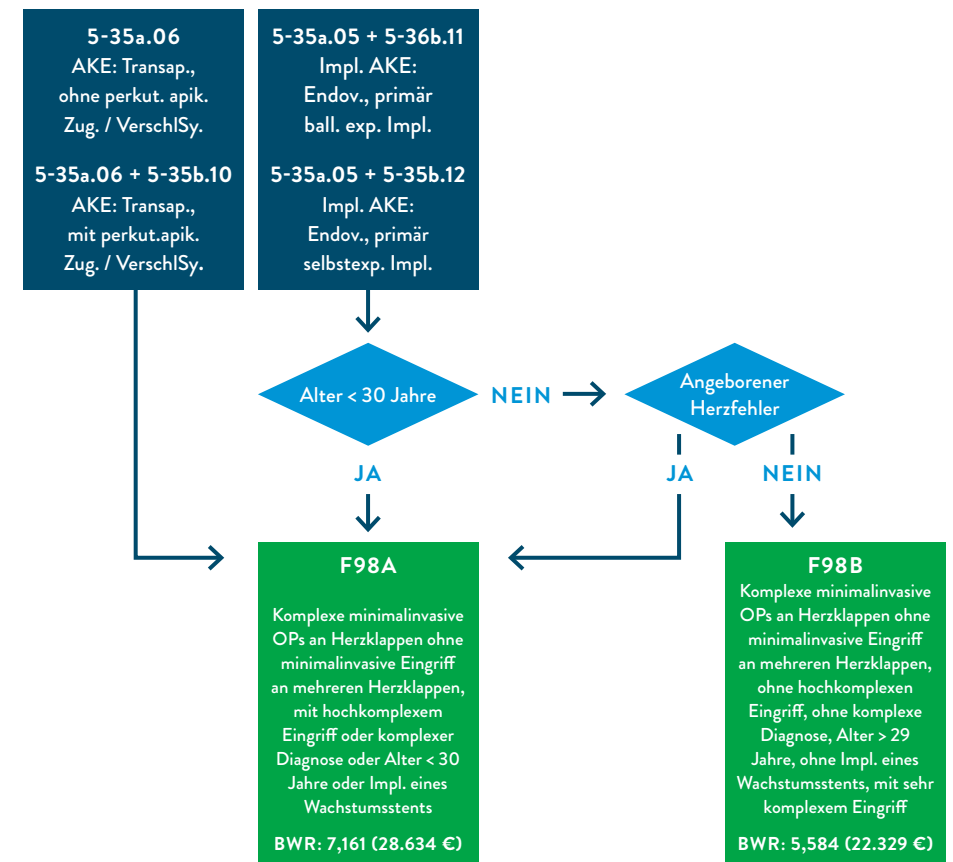 5-35a.06
AKE: Transap.,
ohne perkut. apik.
Zug. / VerschlSy.
5-35a.06 + 5-35b.10
AKE: Transap.,
mit perkut.apik.
Zug. / VerschlSy.
5-35a.05 + 5-36b.11
Impl. AKE:
Endov., primär
ball. exp. Impl.
5-35a.05 + 5-35b.12
Impl. AKE:
Endov., primär
selbstexp. Impl.
Alter < 30 Jahre
NEIN
Angeborener
Herzfehler
JA
JA
NEIN
F98A
Komplexe minimalinvasive
OPs an Herzklappen ohne
minimalinvasive Eingriff
an mehreren Herzklappen,
mit hochkomplexem
Eingriff oder komplexer
Diagnose oder Alter < 30
Jahre oder Impl. eines
Wachstumsstents
BWR: 7,161 (28.634 €)
F98B
Komplexe minimalinvasive
OPs an Herzklappen ohne
minimalinvasive Eingriff
an mehreren Herzklappen,
ohne hochkomplexen
Eingriff, ohne komplexe
Diagnose, Alter > 29
Jahre, ohne Impl. eines
Wachstumsstents, mit sehr
komplexem Eingriff
BWR: 5,584 (22.329 €)